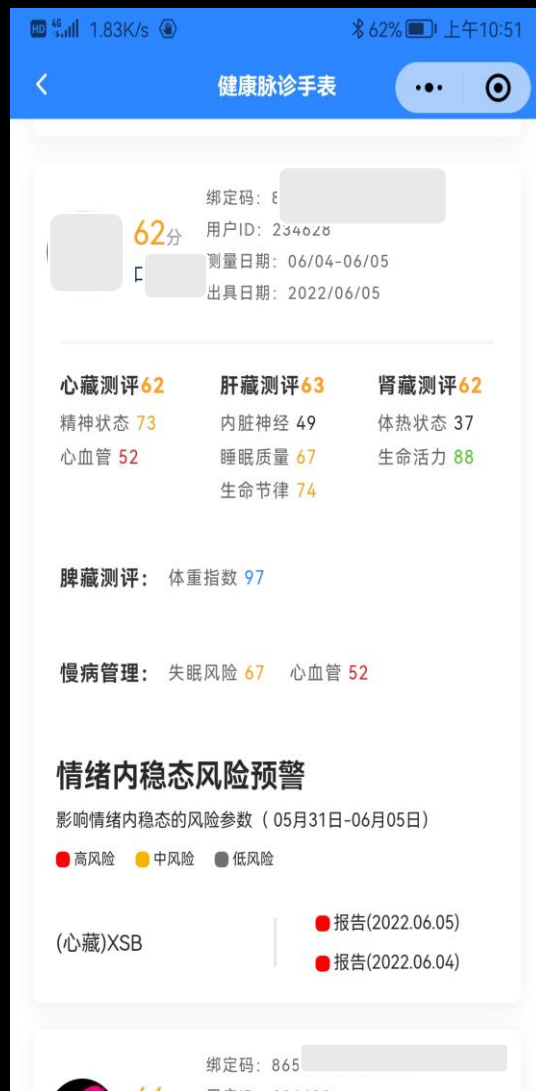 HD 4G 1.83K/s 62% 上午10:51
健康脉诊手表
绑定码：8
62分 用户ID：234628
测量日期：06/04-06/05
出具日期：2022/06/05
心藏测评62 肝藏测评63 肾藏测评62
精神状态 73 内脏神经 49 体热状态 37
心血管 52 睡眠质量 67 生命活力 88
生命节律 74
脾藏测评： 体重指数 97
慢病管理： 失眠风险 67 心血管 52
情绪内稳态风险预警
影响情绪内稳态的风险参数（ 05月31日-06月05日）
高风险 中风险 低风险
(心藏)XSB
报告(2022.06.05)
报告(2022.06.04)
绑定码：865